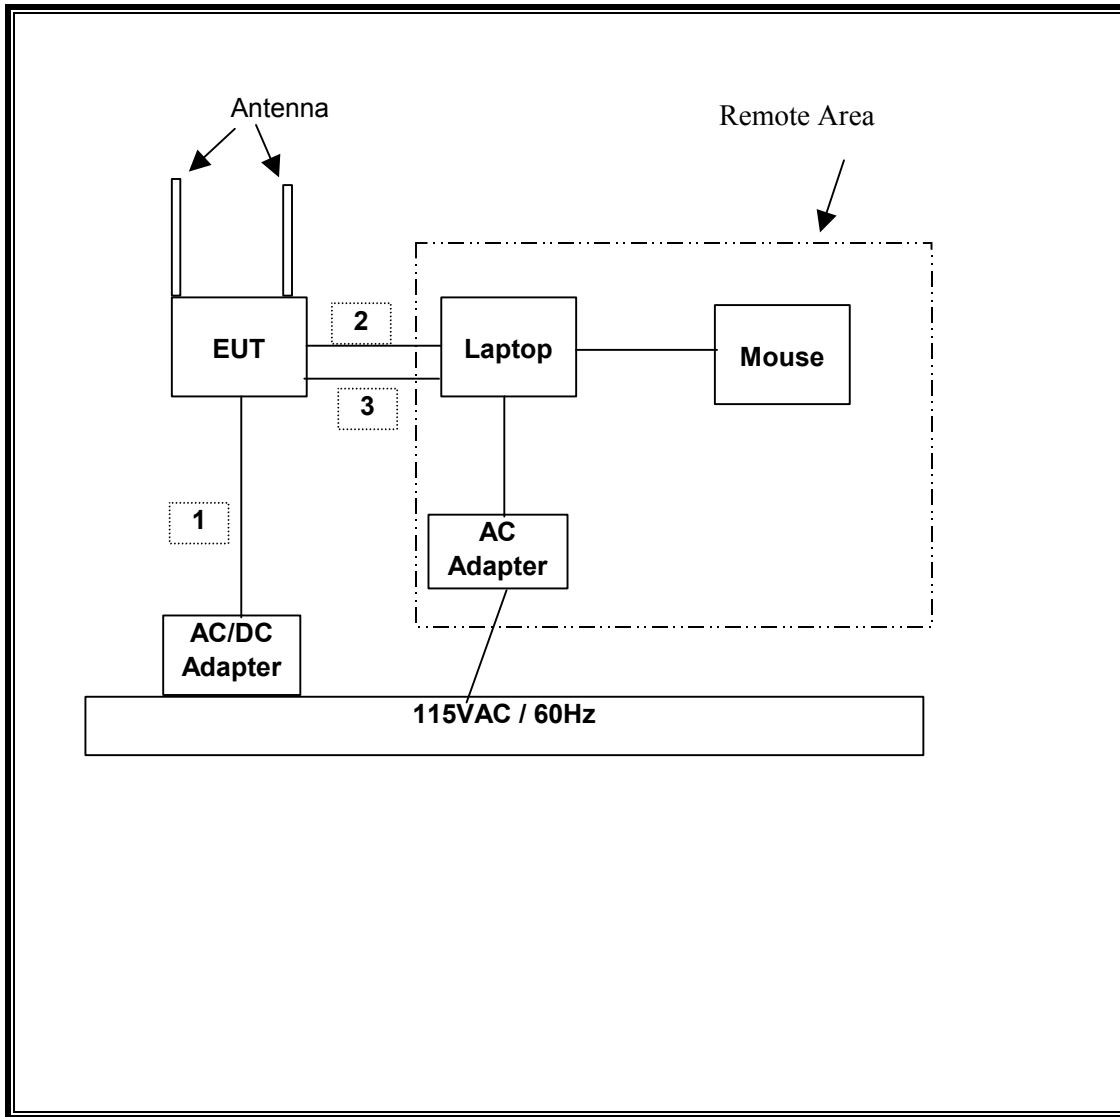 Antenna
Remote Area
2
EUT
Laptop
Mouse
3
1
AC
Adapter
AC/DC
Adapter
115VAC / 60Hz